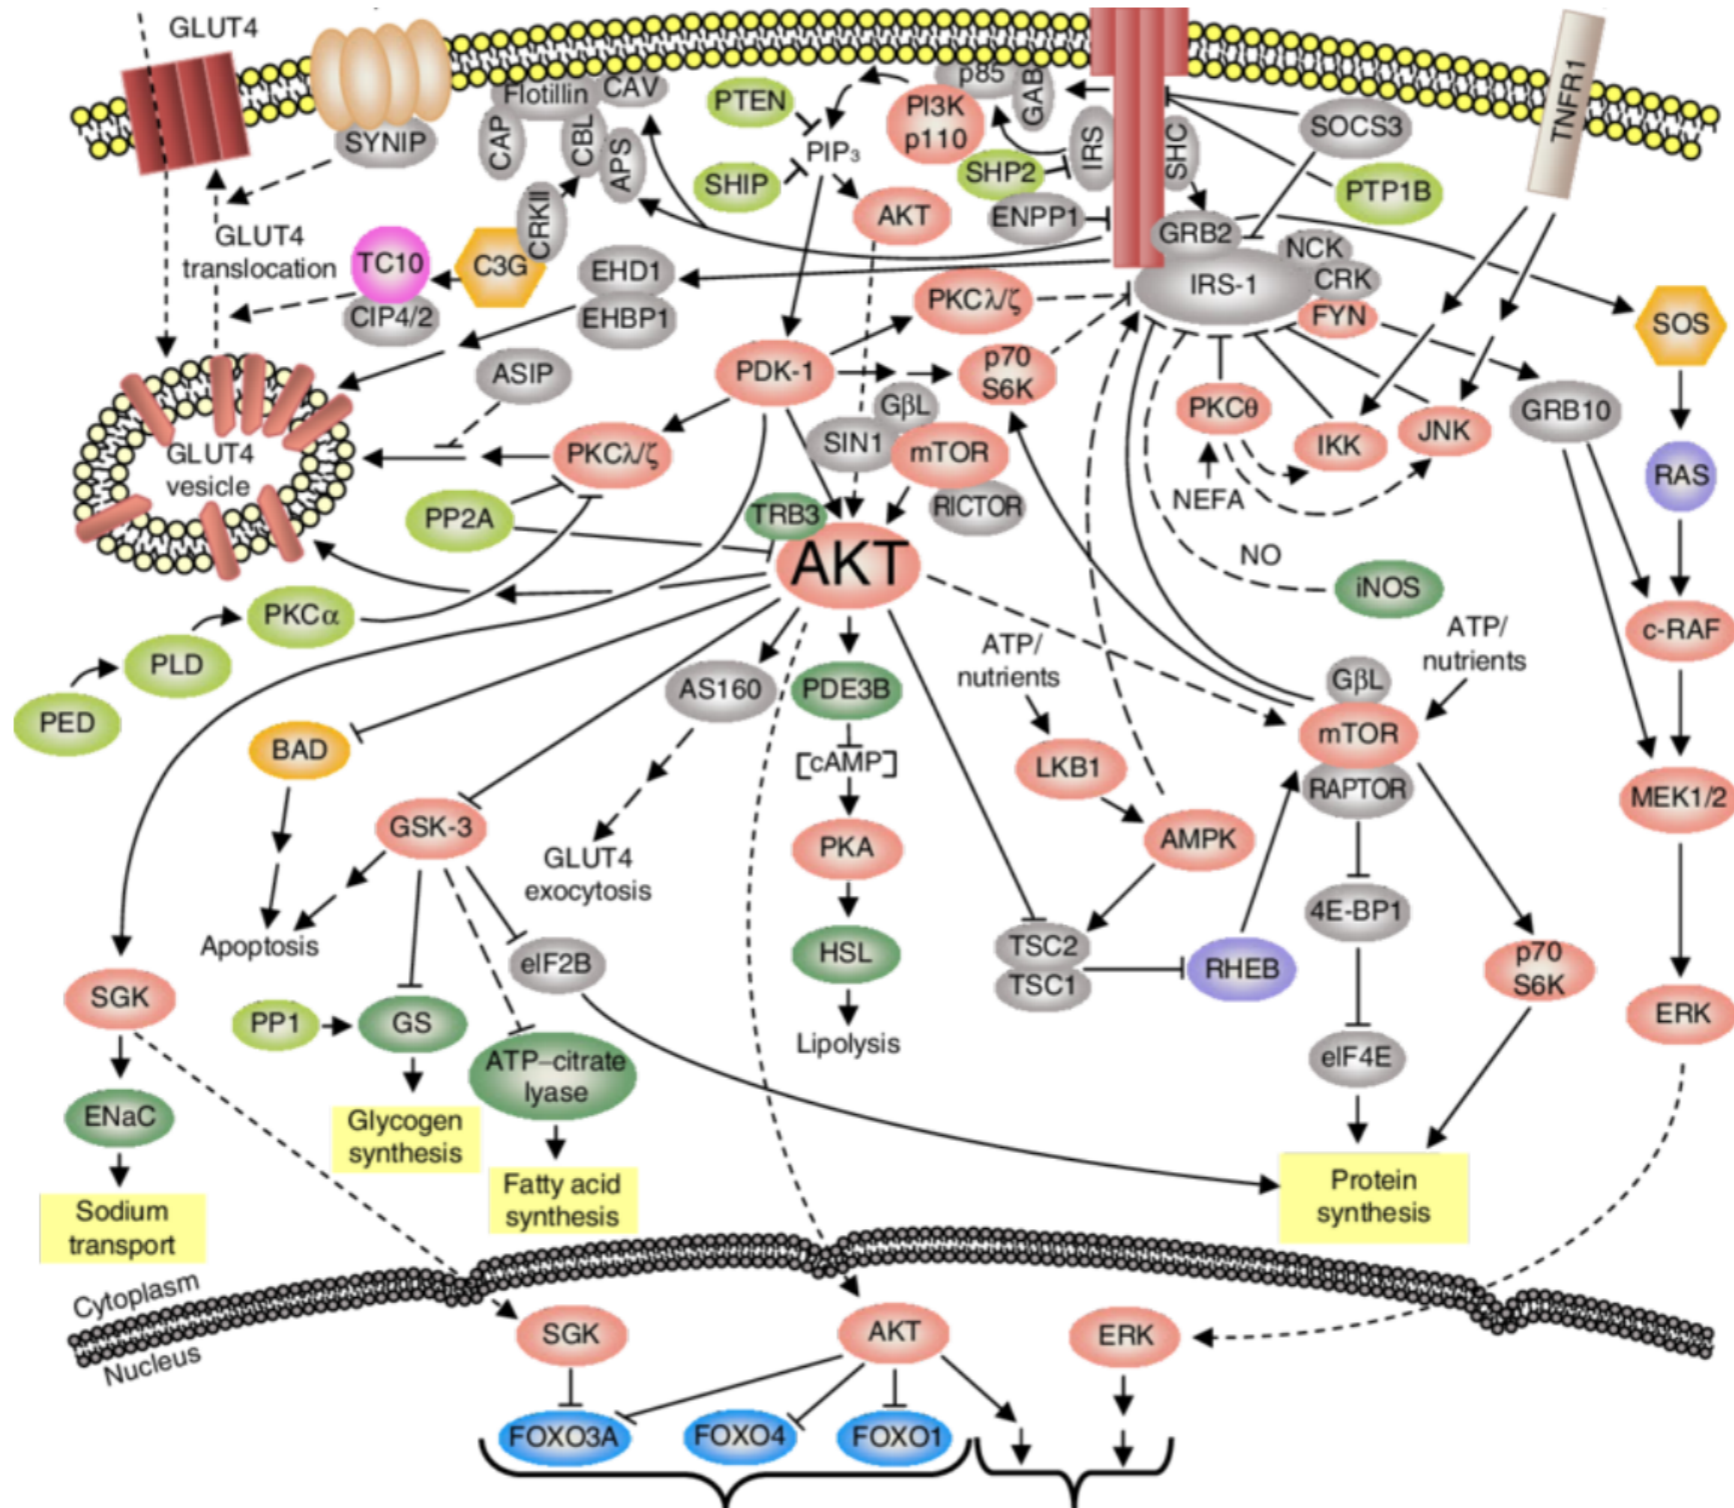 GLUT4
SYNIP
Flotillin
CAV
CAP
CBL
APS
CRKII
PTEN
PIP3
SHIP
AKT
PI3K
p110
p85
GAB
IRS
SHP2
ENPP1
SHC
SOCS3
PTP1B
TNFR1
GRB2
NCK
CRK
IRS-1
FYN
GLUT4
translocation
TC10
C3G
CIP4/2
EHD1
EHBP1
ASIP
PKCλ/ζ
PDK-1
p70
S6K
GβL
SIN1
mTOR
RICTOR
PKCθ
NEFA
IKK
JNK
GRB10
SOS
RAS
c-RAF
MEK1/2
ERK
GLUT4
vesicle
PKCλ/ζ
PP2A
TRB3
AKT
NO
iNOS
PKCα
PLD
PED
BAD
AS160
PDE3B
[cAMP]
PKA
HSL
Lipolysis
ATP/
nutrients
LKB1
AMPK
ATP/
nutrients
GβL
mTOR
RAPTOR
4E-BP1
eIF4E
p70
S6K
TSC2
TSC1
RHEB
GSK-3
GLUT4
exocytosis
Apoptosis
eIF2B
SGK
PP1
GS
ATP–citrate
lyase
ENaC
Glycogen
synthesis
Fatty acid
synthesis
Sodium
transport
Protein
synthesis
Cytoplasm
Nucleus
SGK
AKT
ERK
FOXO3A
FOXO4
FOXO1